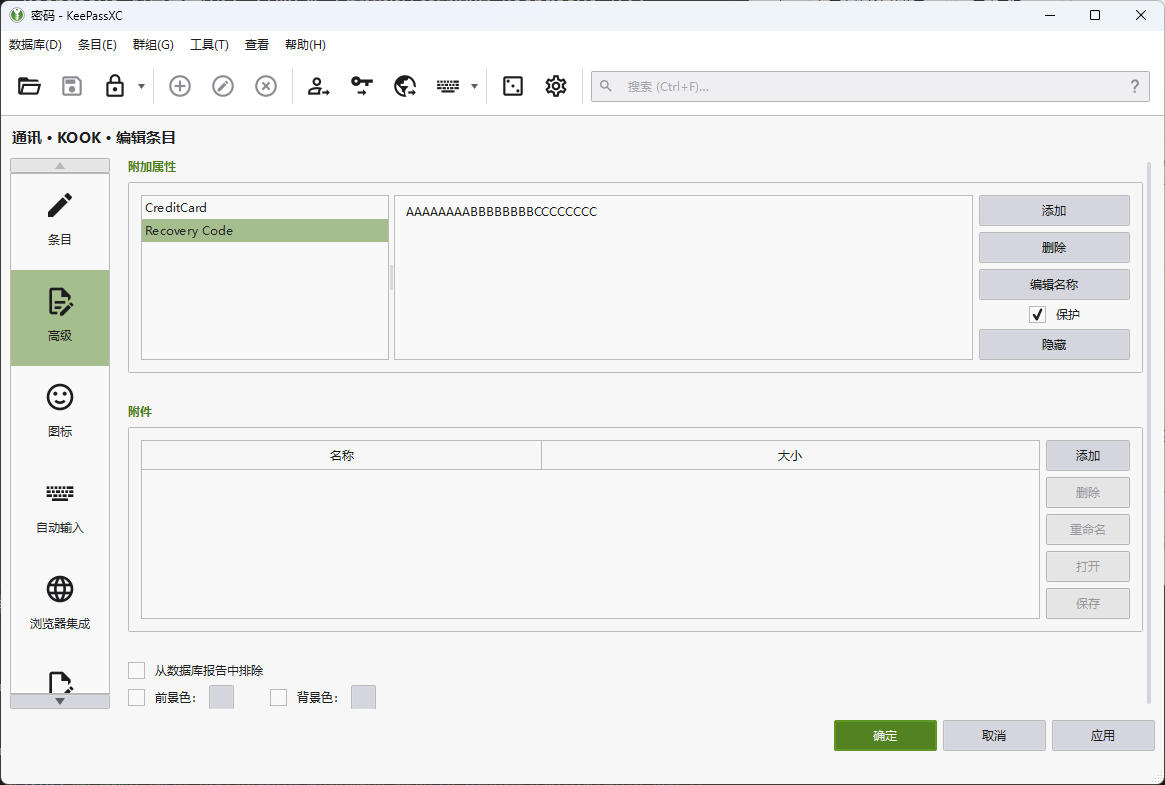 密码 - KeePassXC
数据库(D) 条目(E) 群组(G) 工具(T) 查看 帮助(H)
搜索 (Ctrl+F)... ?
通讯 • KOOK • 编辑条目
条目
高级
图标
自动输入
浏览器集成
附加属性
CreditCard
Recovery Code
AAAAAAAABBBBBBBBCCCCCCCC
添加
删除
编辑名称
保护
隐藏
附件
名称 大小
添加
删除
重命名
打开
保存
从数据库报告中排除
前景色: 背景色:
确定 取消 应用